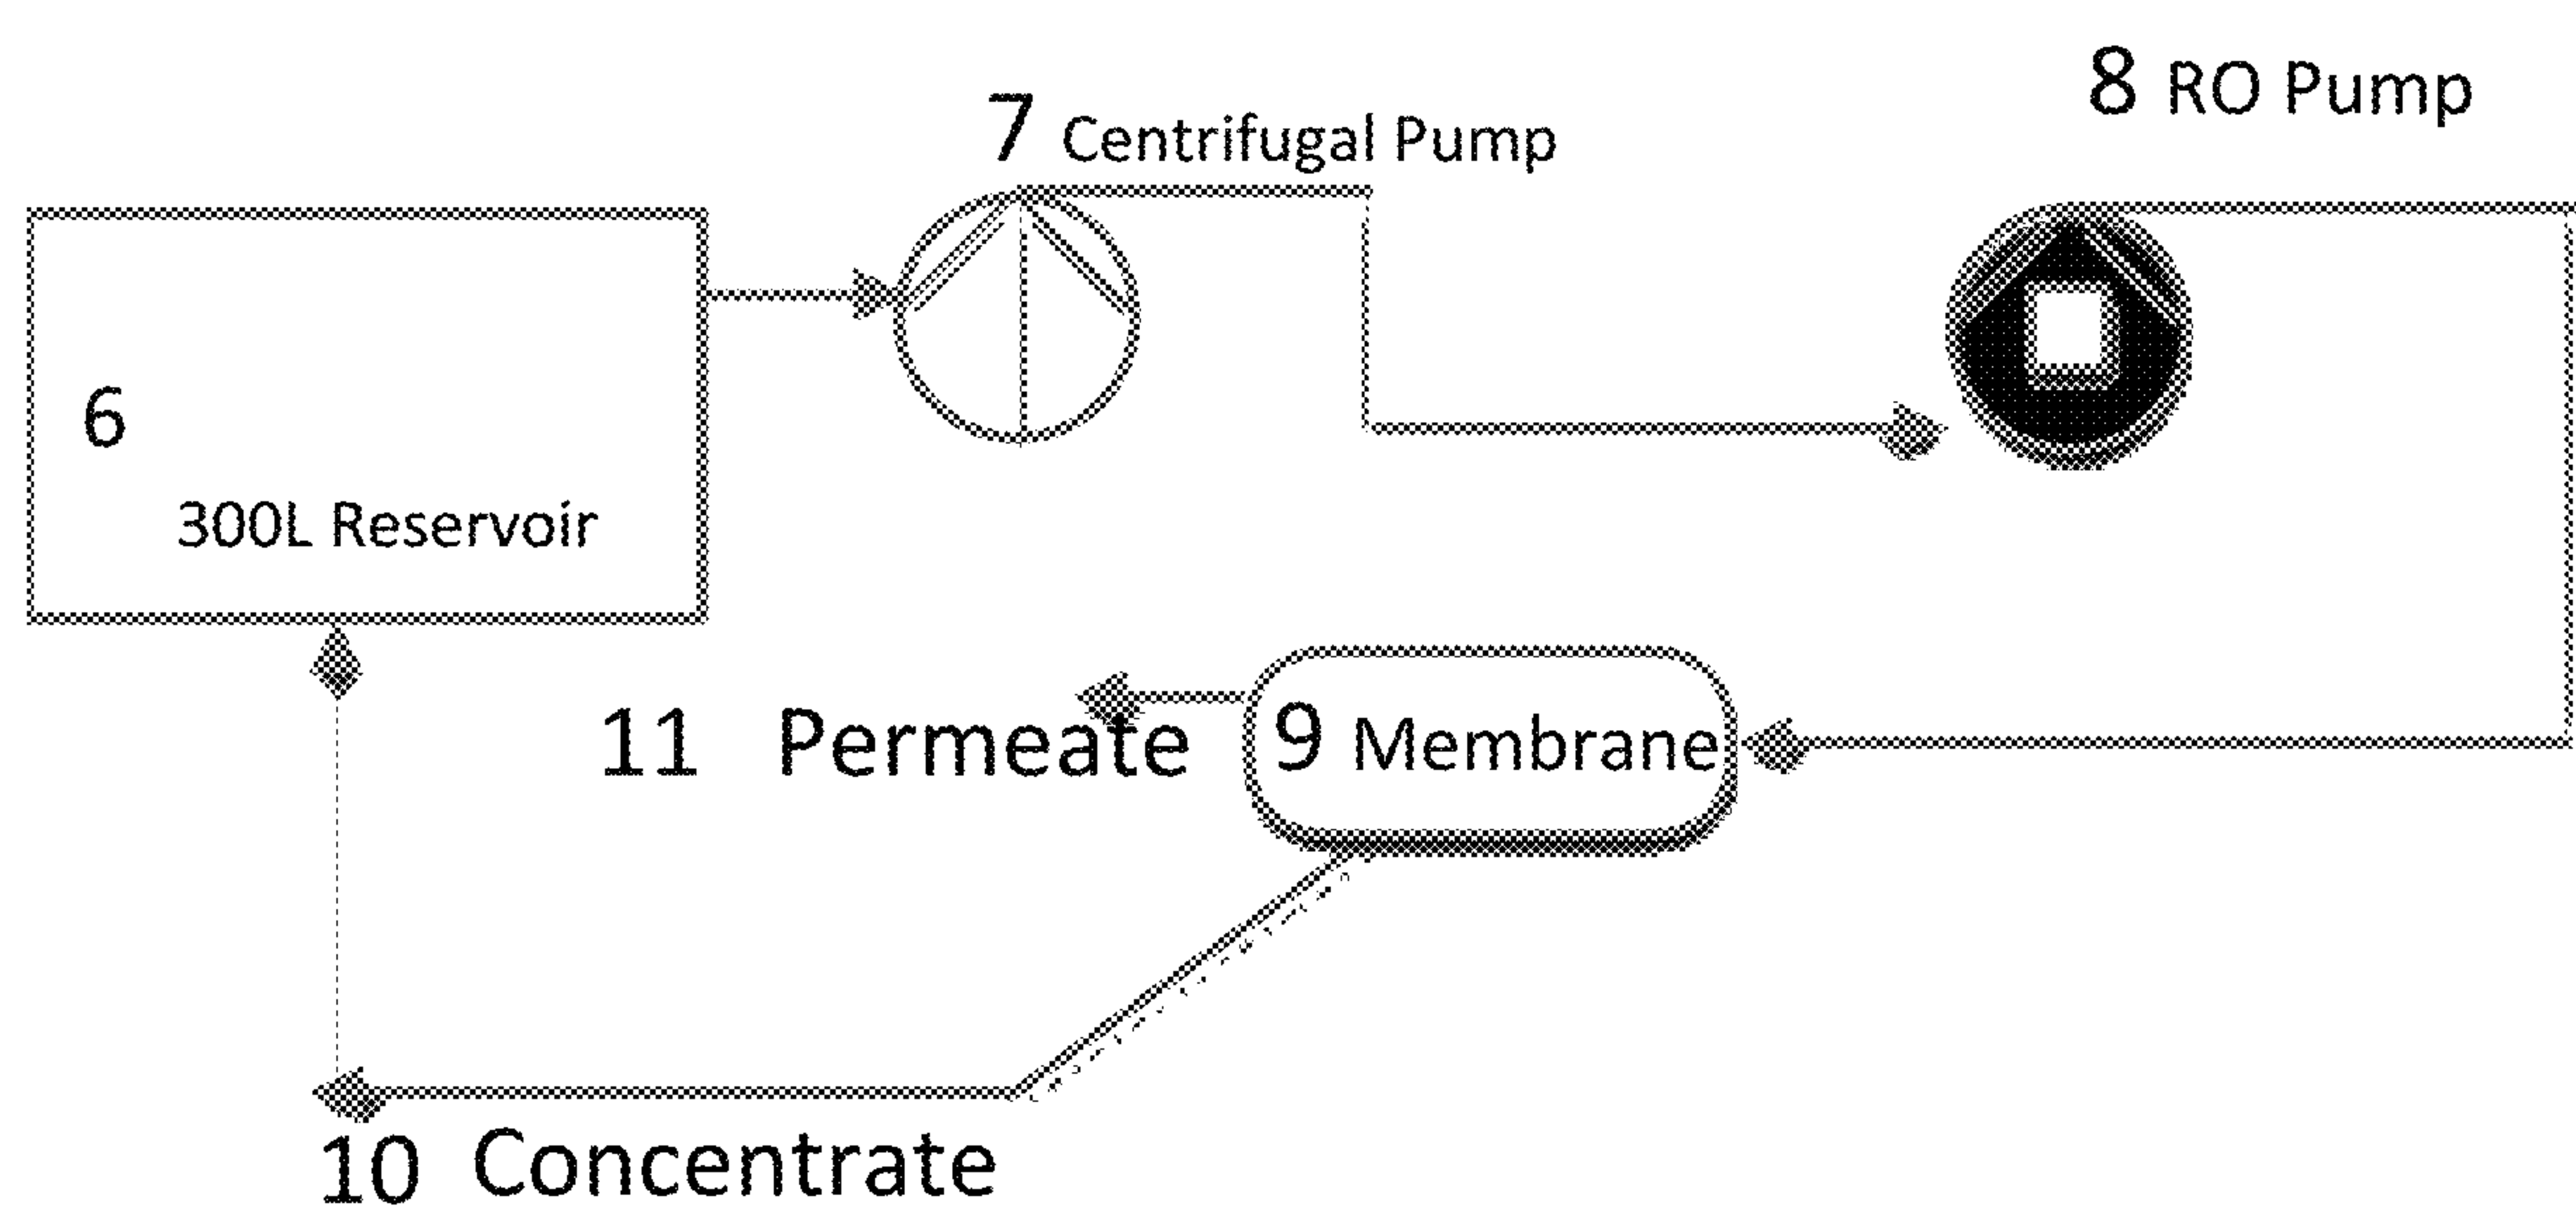 8 RO Pump
7 Centrifugal Pump
6
300L Reservoir
11 Permeate
9 Membrane
10 Concentrate